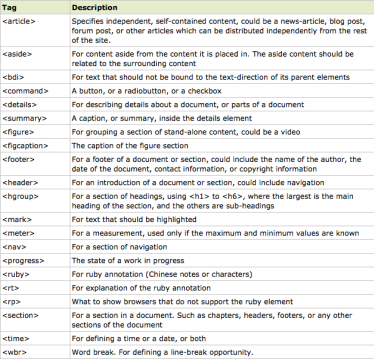 Tag Description
<article> Specifies independent, self-contained content, could be a news-article, blog post,
forum post, or other articles which can be distributed independently from the rest
of the site.
<aside> For content aside from the content it is placed in. The aside content should be
related to the surrounding content
<bdi> For text that should not be bound to the text-direction of its parent elements
<command> A button, or a radiobutton, or a checkbox
<details> For describing details about a document, or parts of a document
<summary> A caption, or summary, inside the details element
<figure> For grouping a section of stand-alone content, could be a video
<figcaption> The caption of the figure section
<footer> For a footer of a document or section, could include the name of the author, the
date of the document, contact information, or copyright information
<header> For an introduction of a document or section, could include navigation
<hgroup> For a section of headings, using <h1> to <h6>, where the largest is the main
heading of the section, and the others are sub-headings
<mark> For text that should be highlighted
<meter> For a measurement, used only if the maximum and minimum values are known
<nav> For a section of navigation
<progress> The state of a work in progress
<ruby> For ruby annotation (Chinese notes or characters)
<rt> For explanation of the ruby annotation
<rp> What to show browsers that do not support the ruby element
<section> For a section in a document. Such as chapters, headers, footers, or any other
sections of the document
<time> For defining a time or a date, or both
<wbr> Word break. For defining a line-break opportunity.